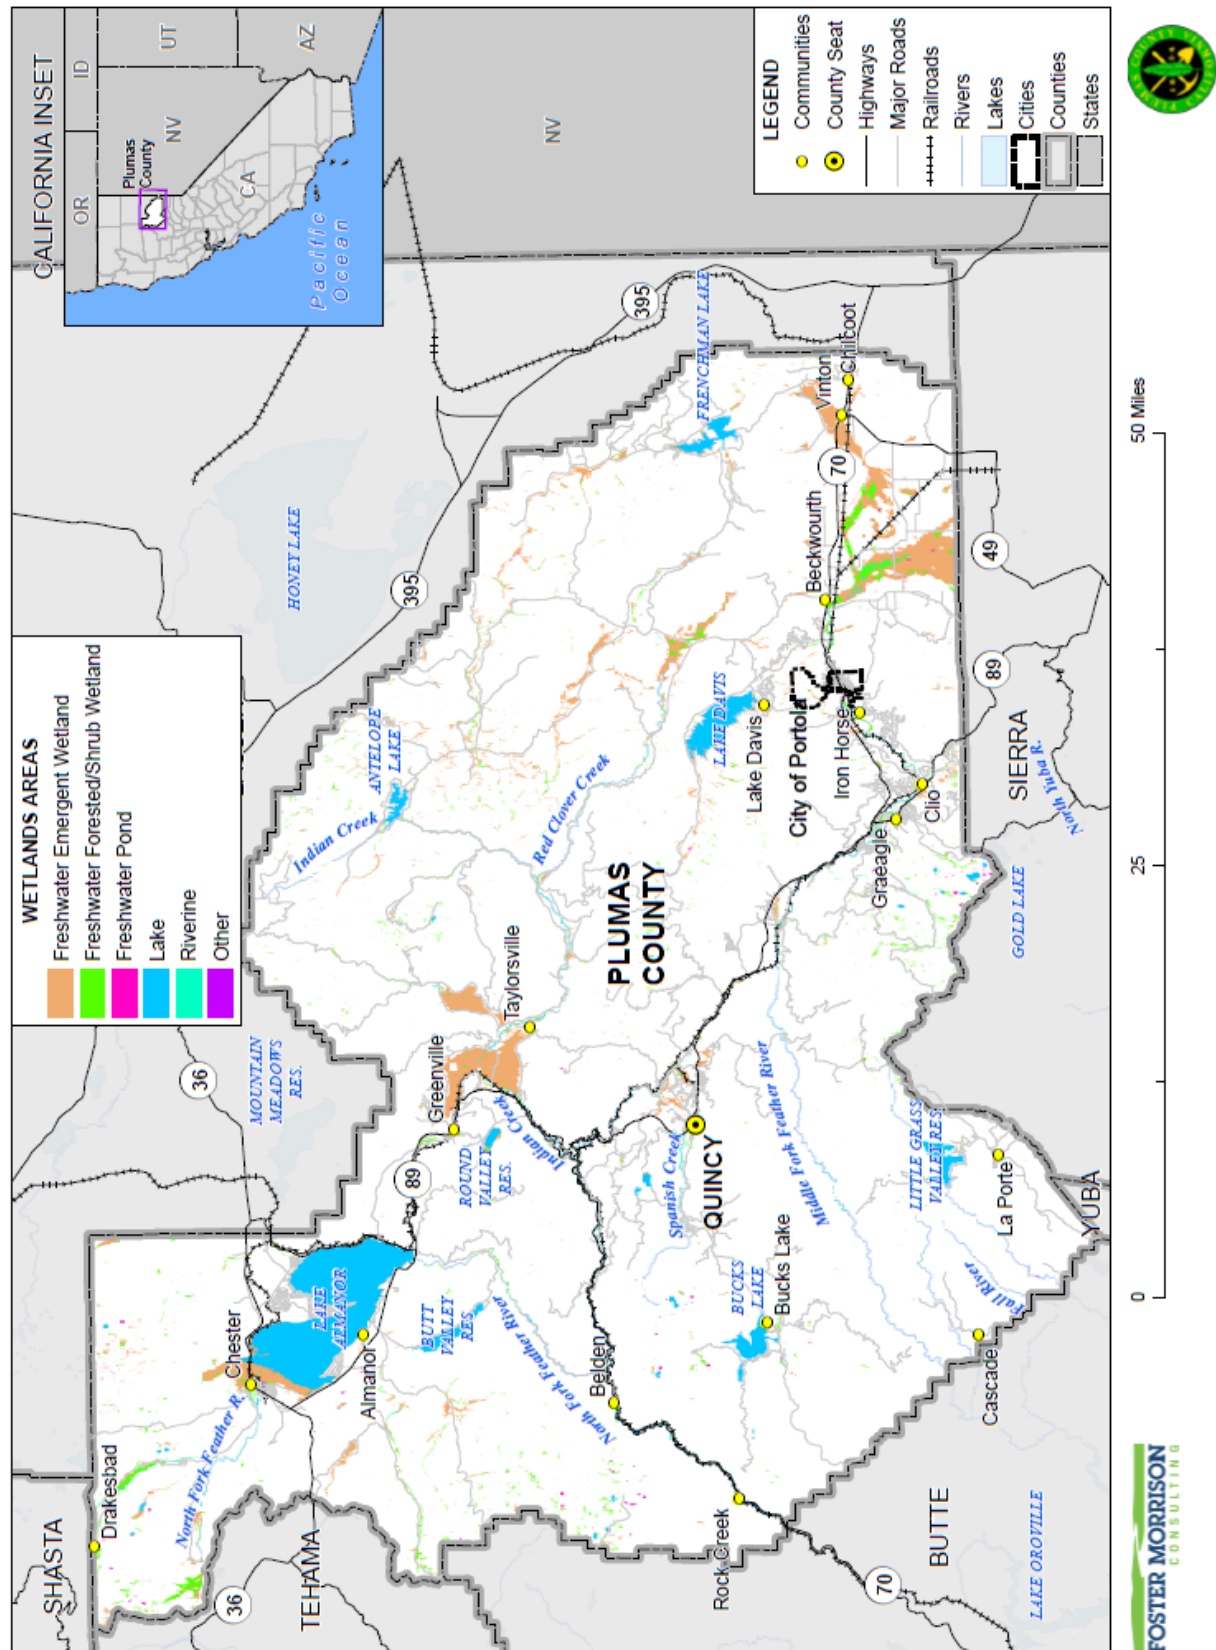 CALIFORNIA INSET
OR
ID
UT
NV
AZ
CA
Plumas
County
Pacific
Ocean
WETLANDS AREAS
Freshwater Emergent Wetland
Freshwater Forested/Shrub Wetland
Freshwater Pond
Lake
Riverine
Other
LEGEND
Communities
County Seat
Highways
Major Roads
Railroads
Rivers
Lakes
Cities
Counties
States
SHASTA
TEHAMA
BUTTE
YUBA
SIERRA
NV
PLUMAS
COUNTY
Drakesbad
Chester
Almanor
Greenville
Taylorsville
Belden
Rock Creek
QUINCY
Bucks Lake
Cascade
La Porte
Graeagle
Clio
Iron Horse
City of Portola
Lake Davis
Beckwourth
Vinton
Chilcoot
MOUNTAIN
MEADOWS
RES.
HONEY LAKE
ANTELOPE
LAKE
LAKE
ALMANOR
BUTT
VALLEY
RES.
ROUND
VALLEY
RES.
BUCKS
LAKE
LITTLE GRASS
VALLEY RES.
GOLD LAKE
LAKE DAVIS
FRENCHMAN LAKE
LAKE OROVILLE
North Fork Feather R.
North Fork Feather River
Indian Creek
Indian Creek
Red Clover Creek
Spanish Creek
Middle Fork Feather River
Fall River
North Yuba R.
36
36
89
395
395
70
70
49
89
0
25
50 Miles
FOSTER MORRISON
CONSULTING